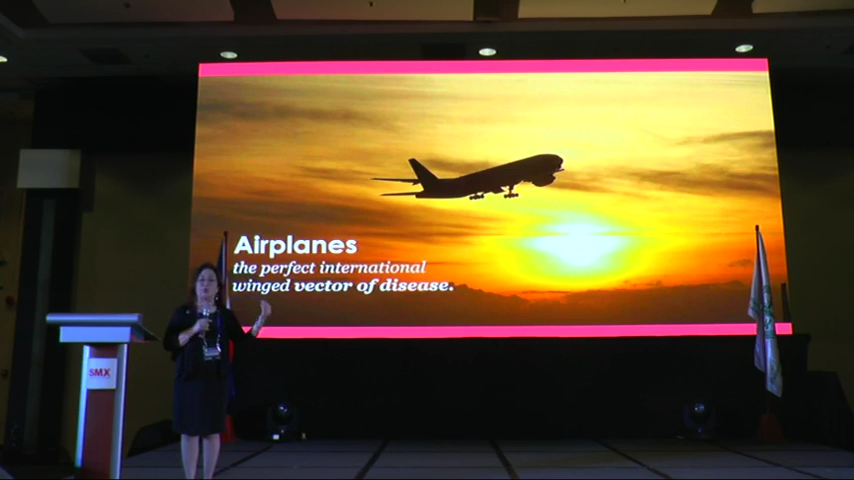 Airplanes
the perfect international
winged vector of disease.
SMX